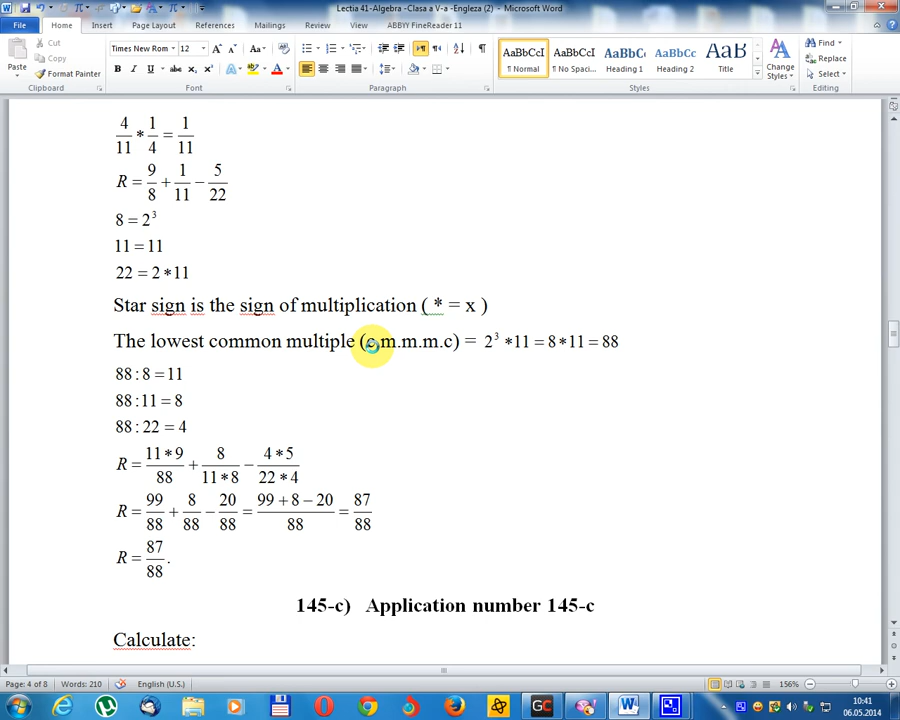 Lectia 41-Algebra -Clasa a V-a -Engleza (2) - Microsoft Word
File Home Insert Page Layout References Mailings Review View ABBYY FineReader 11
Cut
Copy
Format Painter
Paste
Clipboard
Times New Rom 12
B I U abc x₂ x²
Font
Paragraph
AaBbCcI AaBbCcI AaBbC AaBbCc AaB
¶ Normal ¶ No Spaci... Heading 1 Heading 2 Title
Change Styles
Styles
Find
Replace
Select
Editing
4/11 * 1/4 = 1/11
R = 9/8 + 1/11 − 5/22
8 = 2³
11 = 11
22 = 2 * 11
Star sign is the sign of multiplication ( * = x )
The lowest common multiple (c.m.m.m.c) = 2³ * 11 = 8 * 11 = 88
88 : 8 = 11
88 : 11 = 8
88 : 22 = 4
R = 11 * 9/88 + 8/11 * 8 − 4 * 5/22 * 4
R = 99/88 + 8/88 − 20/88 = 99 + 8 − 20/88 = 87/88
R = 87/88.
145-c) Application number 145-c
Calculate:
Page: 4 of 8 Words: 210 English (U.S.) 156%
10:41
06.05.2014